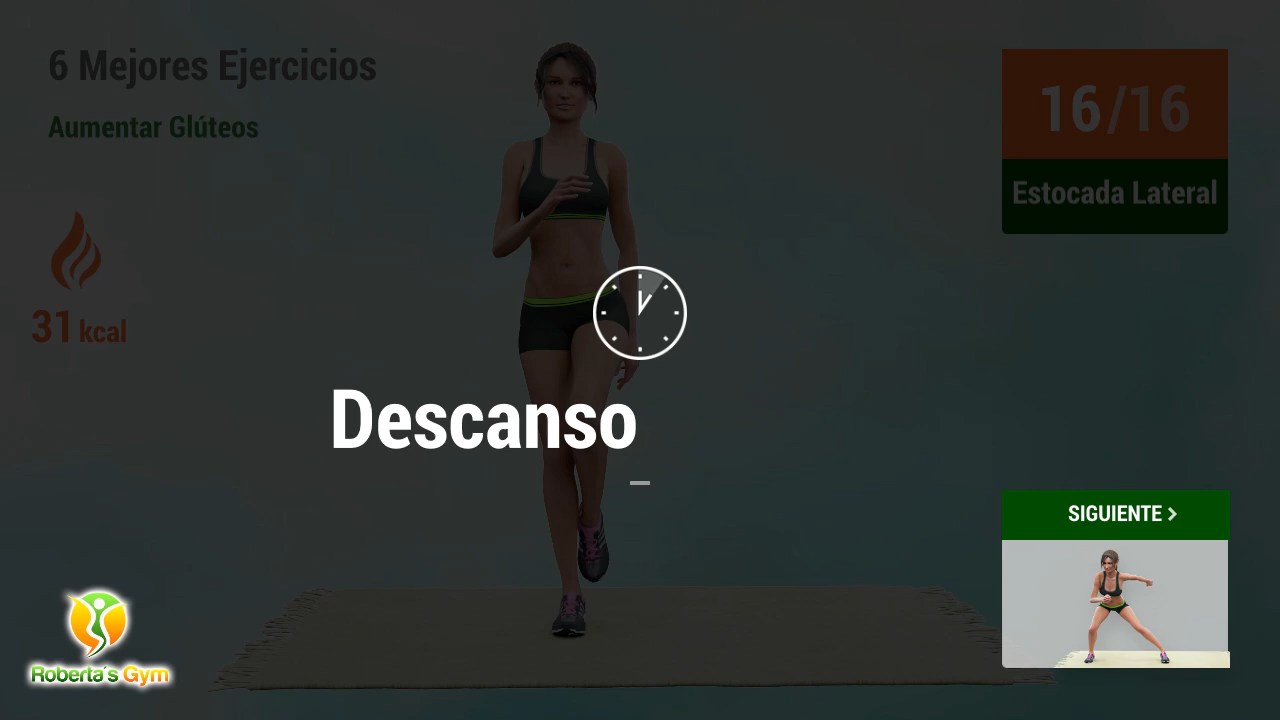 6 Mejores Ejercicios
Aumentar Glúteos
31 kcal
16/16
Estocada Lateral
Descanso
SIGUIENTE >
Roberta's Gym